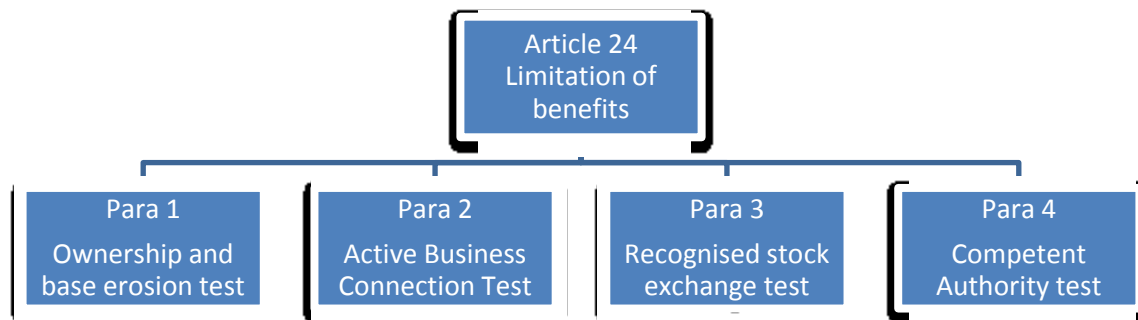 Article 24
Limitation of
benefits
Para 1
Ownership and
base erosion test
Para 2
Active Business
Connection Test
Para 3
Recognised stock
exchange test
Para 4
Competent
Authority test